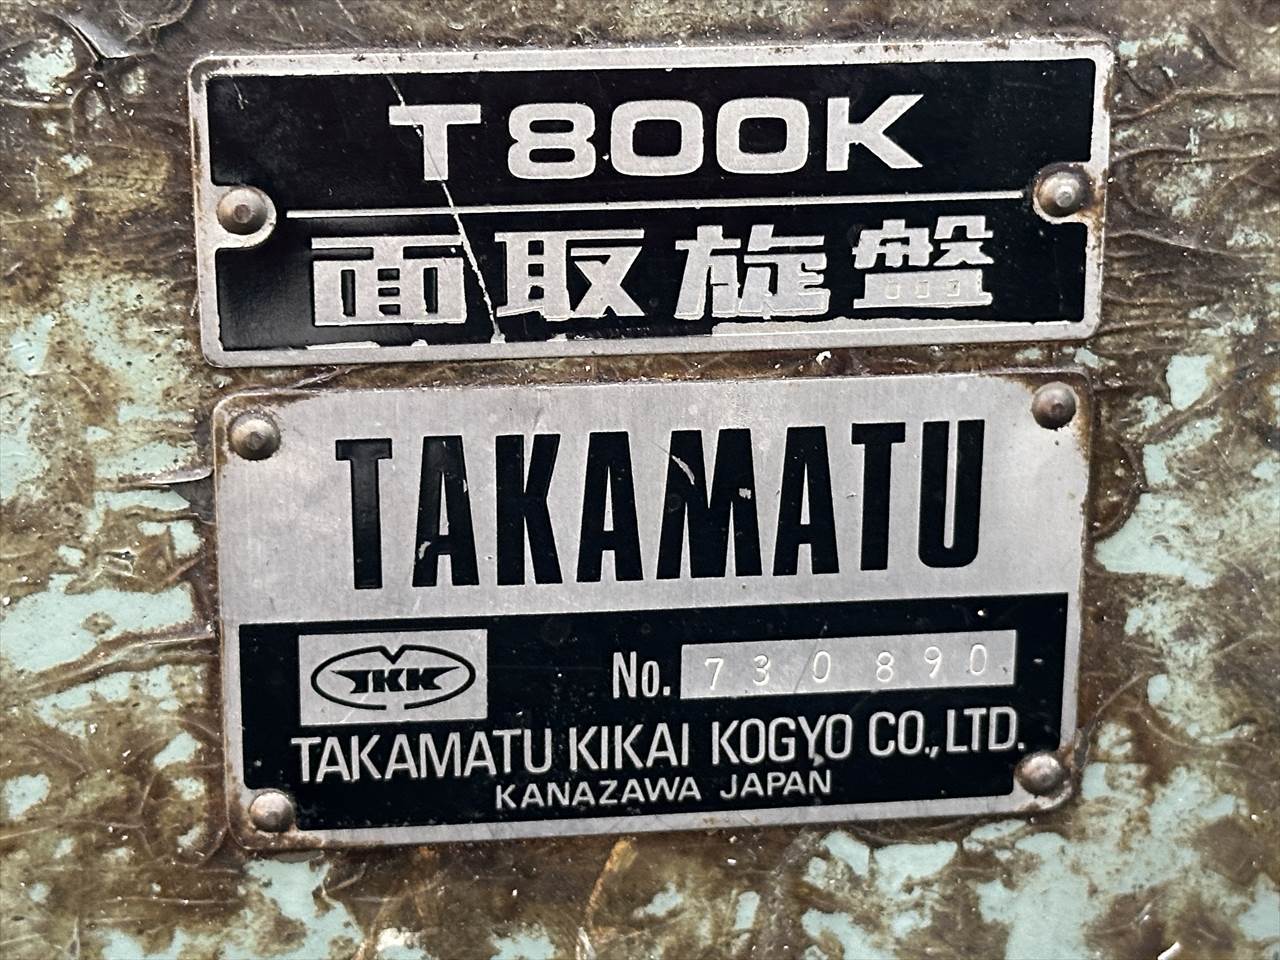 T800K
面取旋盤
TAKAMATU
TKK
No. 730890
TAKAMATU KIKAI KOGYO CO., LTD.
KANAZAWA JAPAN